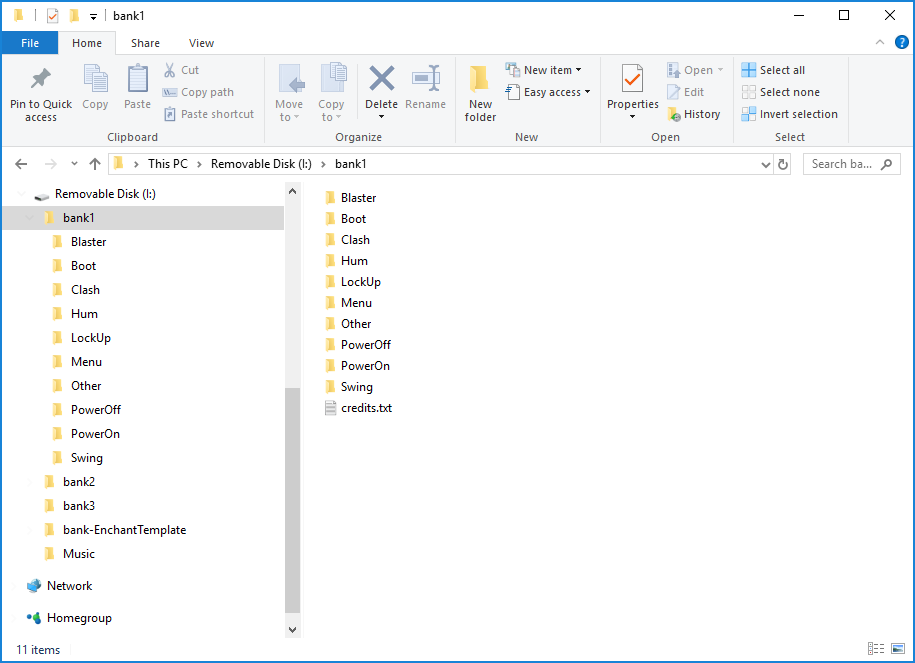 bank1
File Home Share View
Pin to Quick access
Copy
Paste
Cut
Copy path
Paste shortcut
Clipboard
Move to
Copy to
Delete
Rename
Organize
New folder
New item
Easy access
New
Properties
Open
Edit
History
Open
Select all
Select none
Invert selection
Select
This PC > Removable Disk (I:) > bank1
Search ba...
Removable Disk (I:)
bank1
Blaster
Boot
Clash
Hum
LockUp
Menu
Other
PowerOff
PowerOn
Swing
bank2
bank3
bank-EnchantTemplate
Music
Network
Homegroup
Blaster
Boot
Clash
Hum
LockUp
Menu
Other
PowerOff
PowerOn
Swing
credits.txt
11 items